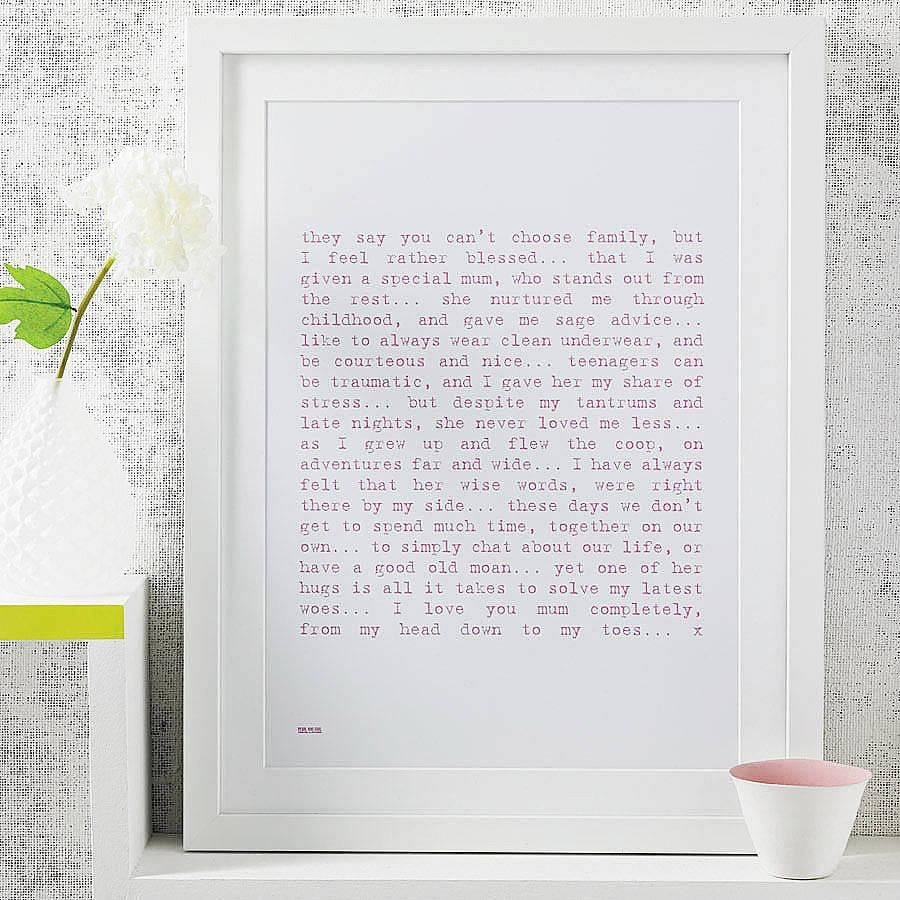 they say you can't choose family, but
I feel rather blessed... that I was
given a special mum, who stands out from
the rest... she nurtured me through
childhood, and gave me sage advice...
like to always wear clean underwear, and
be courteous and nice... teenagers can
be traumatic, and I gave her my share of
stress... but despite my tantrums and
late nights, she never loved me less...
as I grew up and flew the coop, on
adventures far and wide... I have always
felt that her wise words, were right
there by my side... these days we don't
get to spend much time, together on our
own... to simply chat about our life, or
have a good old moan... yet one of her
hugs is all it takes to solve my latest
woes... I love you mum completely,
from my head down to my toes... x